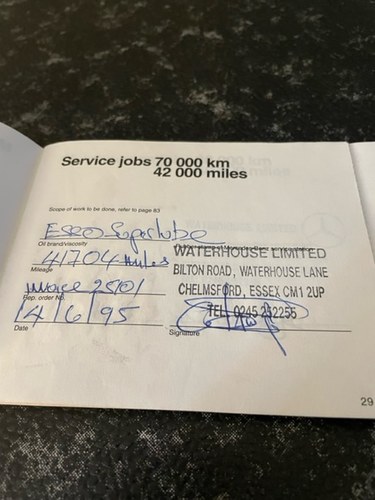 Service jobs 70 000 km
42 000 miles
Scope of work to be done, refer to page 63
Esso Superlube
Oil brand/viscosity
41704 miles
Mileage
Invoice 25101
Rep. order No.
14/6/95
Date
WATERHOUSE LIMITED
BILTON ROAD, WATERHOUSE LANE
CHELMSFORD, ESSEX CM1 2UP
TEL: 0245 232255
Signature
29